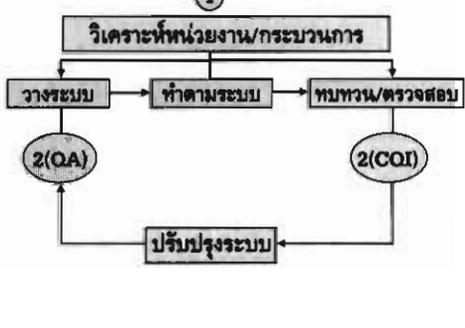 วิเคราะห์หน่วยงาน/กระบวนการ
วางระบบ
ทำตามระบบ
ทบทวน/ตรวจสอบ
2(QA)
2(CQI)
ปรับปรุงระบบ